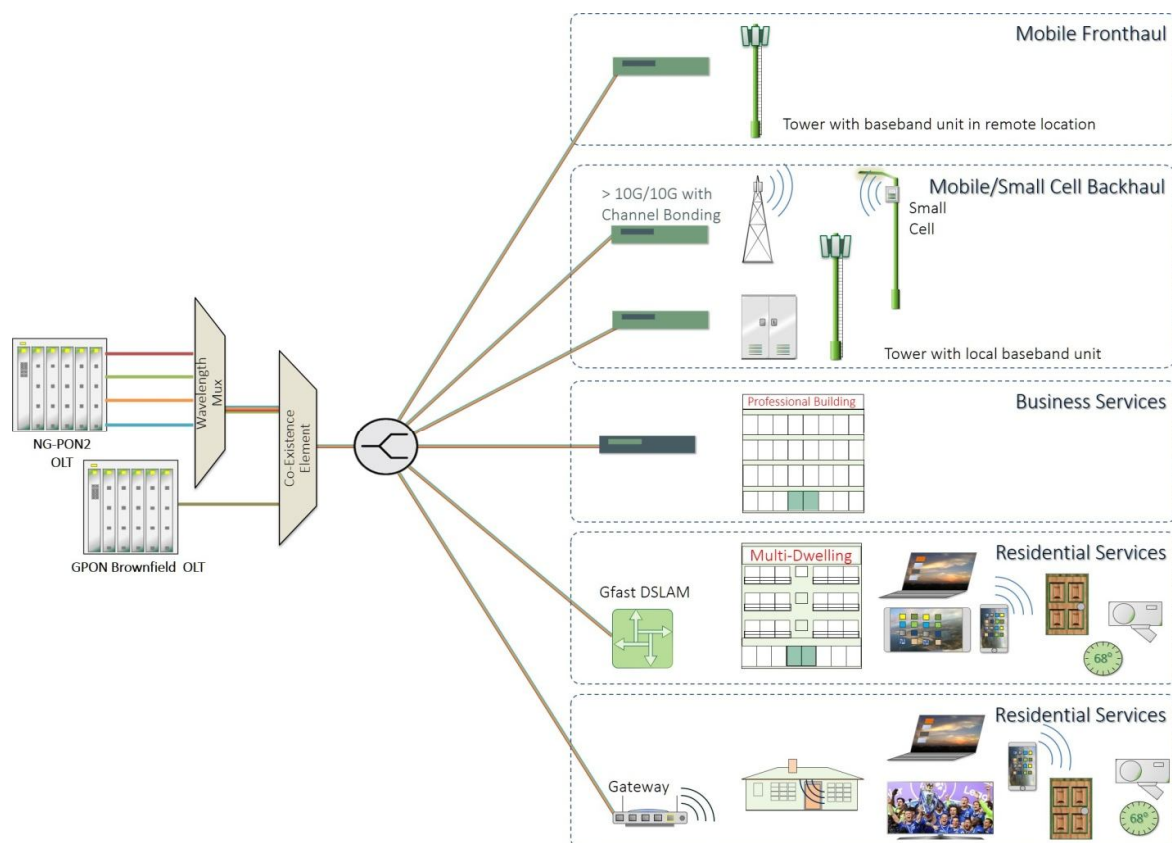 Mobile Fronthaul
Tower with baseband unit in remote location
Mobile/Small Cell Backhaul
> 10G/10G with
Channel Bonding
Small
Cell
Tower with local baseband unit
Wavelength
Mux
NG-PON2
OLT
Co-Existence
Element
GPON Brownfield OLT
Business Services
Professional Building
Residential Services
Multi-Dwelling
Gfast DSLAM
68°
Residential Services
Gateway
68°